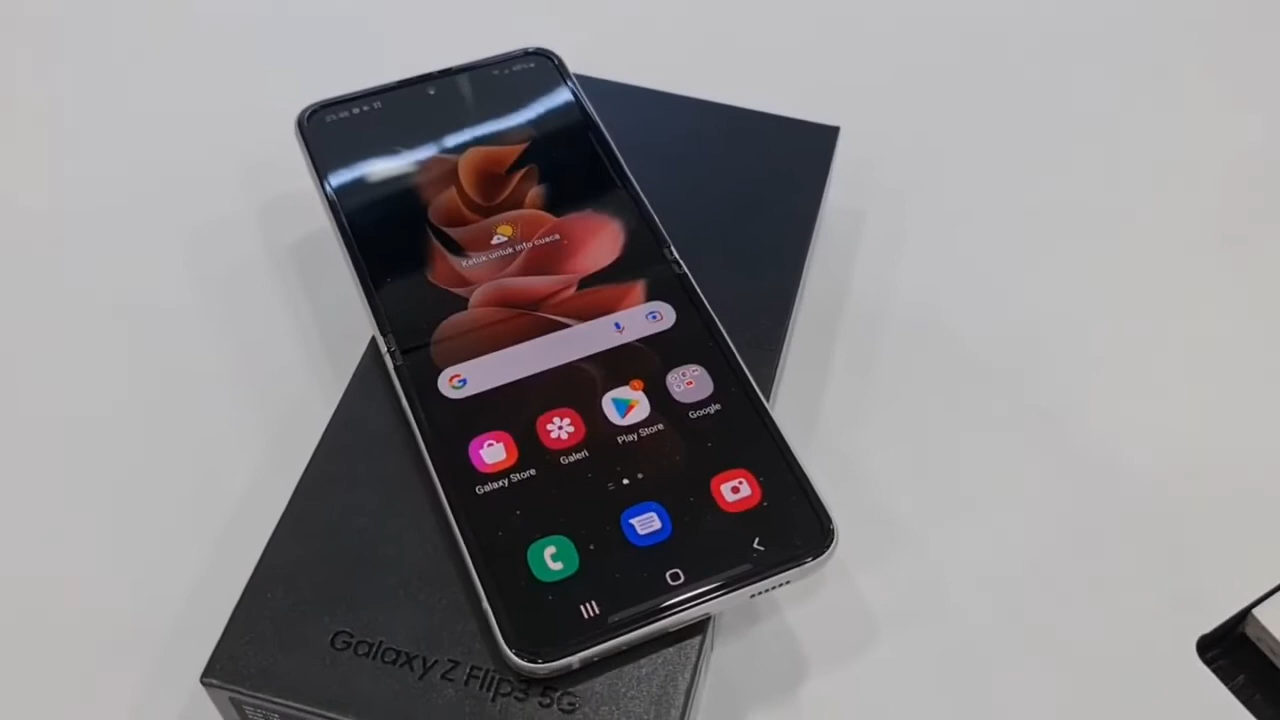 Ketuk untuk info cuaca
Galaxy Store
Galeri
Play Store
Google
Galaxy Z Flip3 5G